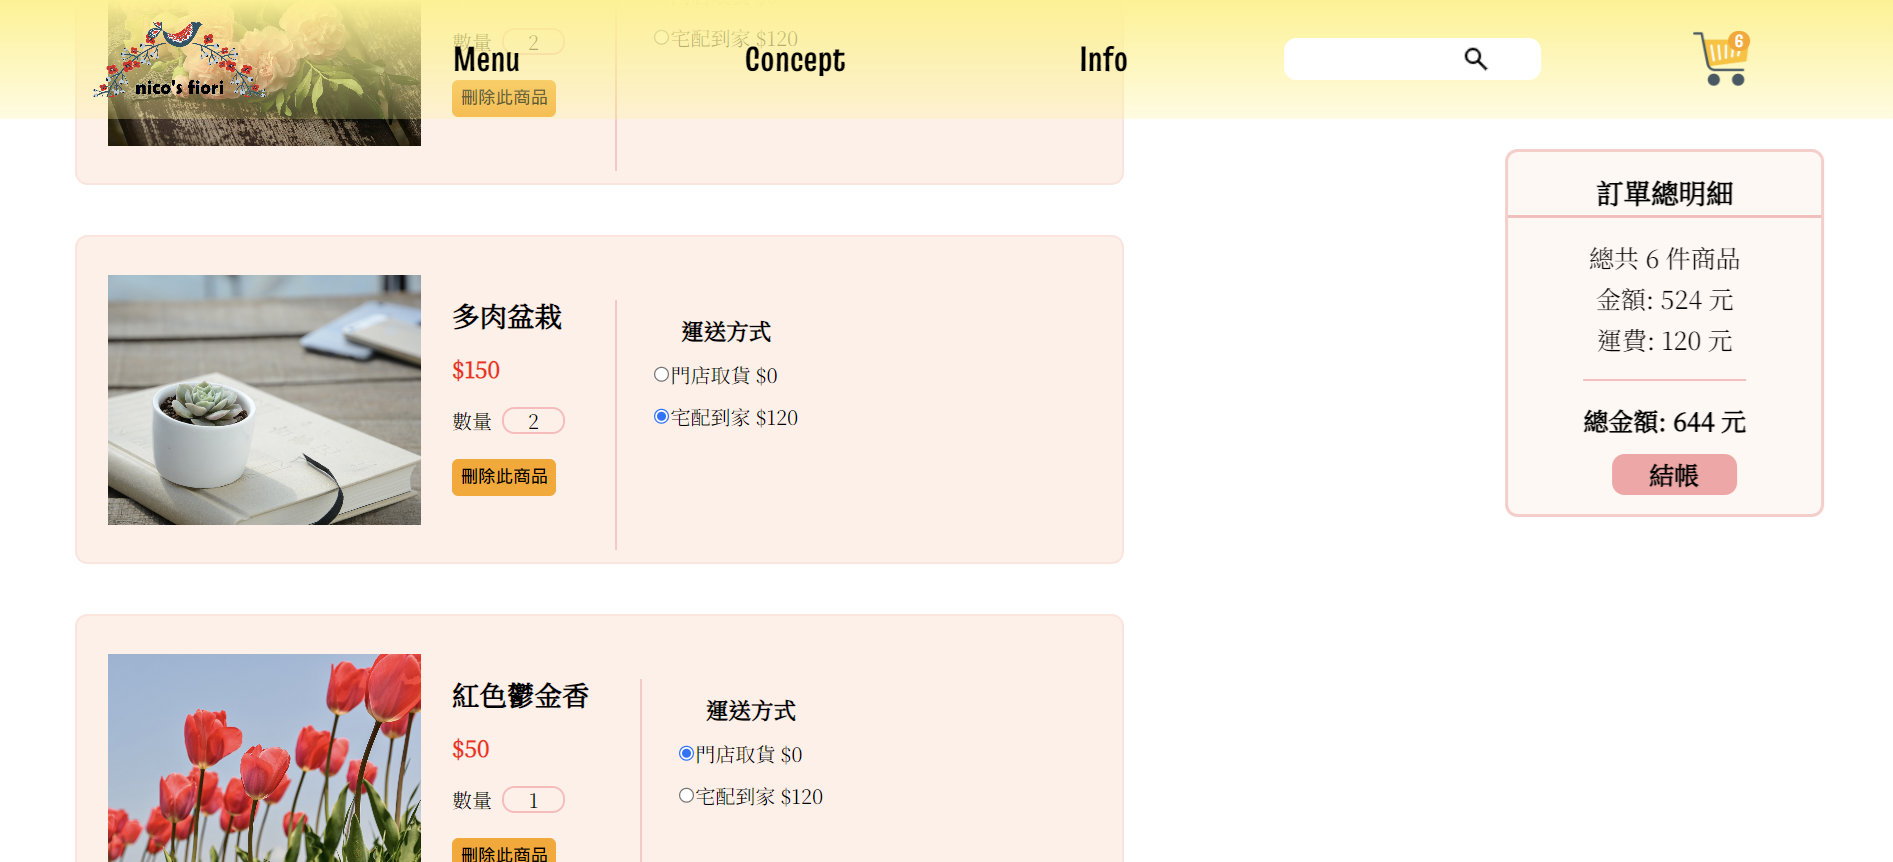 nico's fiori
Menu
Concept
Info
6
數量 2
宅配到家 $120
刪除此商品
多肉盆栽
$150
數量 2
刪除此商品
運送方式
門店取貨 $0
宅配到家 $120
紅色鬱金香
$50
數量 1
刪除此商品
運送方式
門店取貨 $0
宅配到家 $120
訂單總明細
總共 6 件商品
金額: 524 元
運費: 120 元
總金額: 644 元
結帳